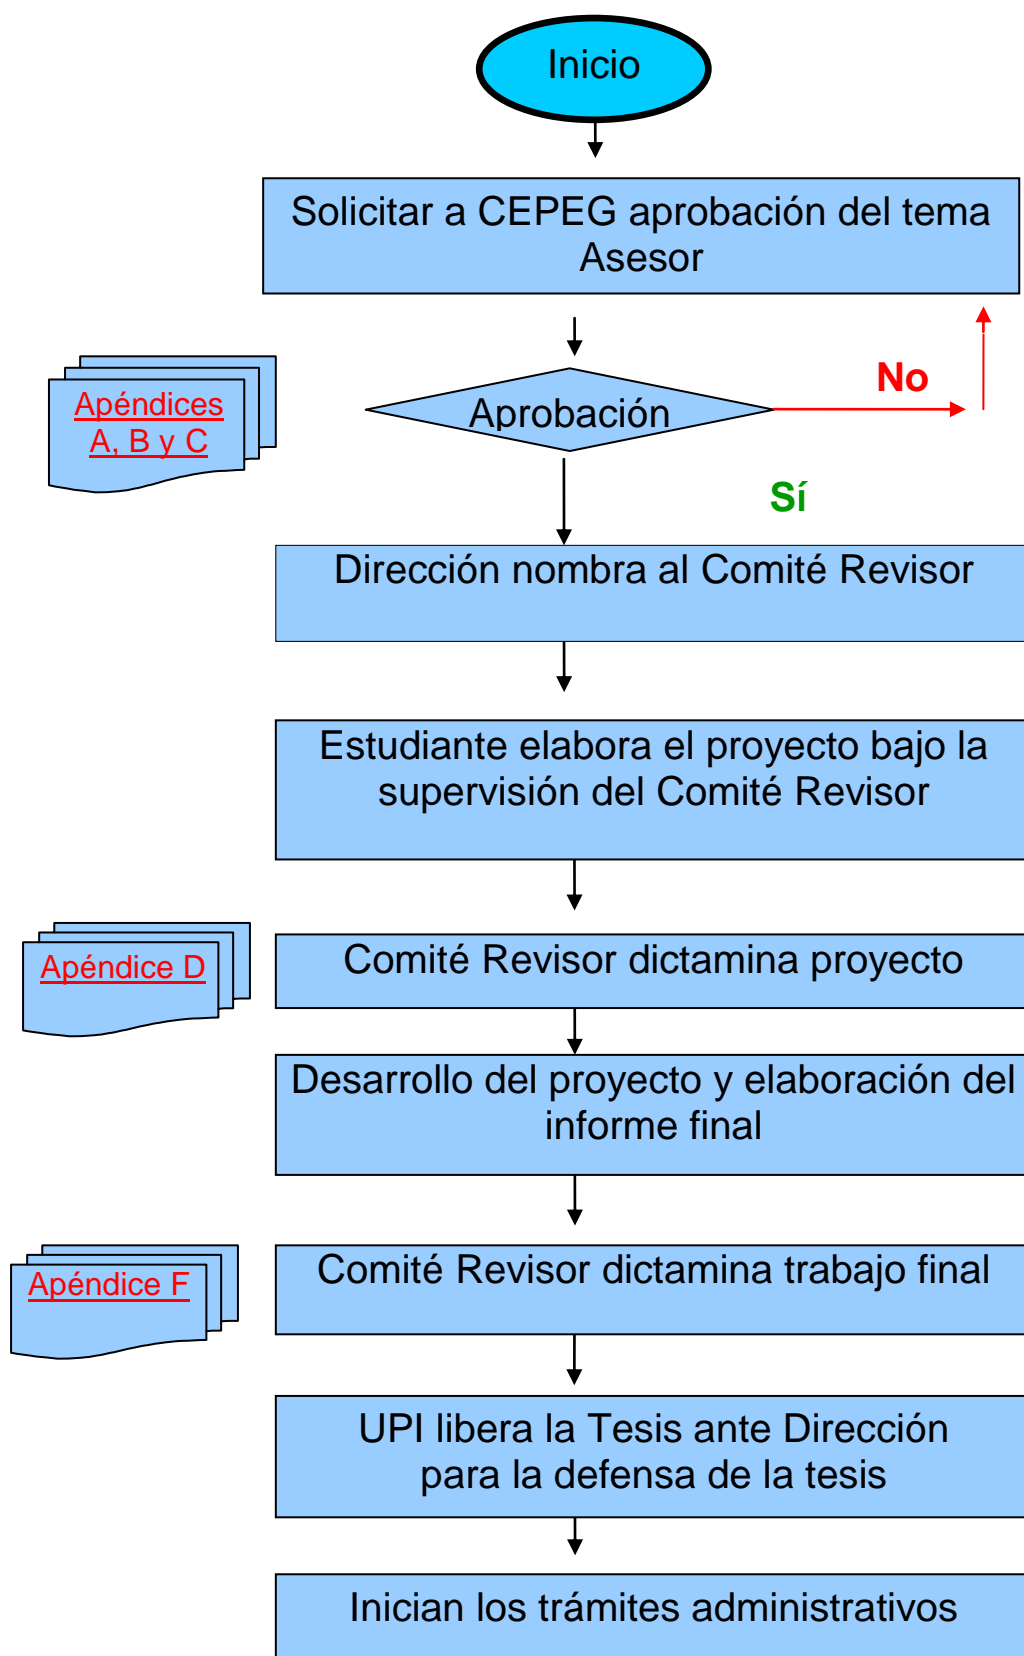 Inicio
Solicitar a CEPEG aprobación del tema
Asesor
Apéndices
A, B y C
Aprobación
No
Sí
Dirección nombra al Comité Revisor
Estudiante elabora el proyecto bajo la
supervisión del Comité Revisor
Apéndice D
Comité Revisor dictamina proyecto
Desarrollo del proyecto y elaboración del
informe final
Apéndice F
Comité Revisor dictamina trabajo final
UPI libera la Tesis ante Dirección
para la defensa de la tesis
Inician los trámites administrativos